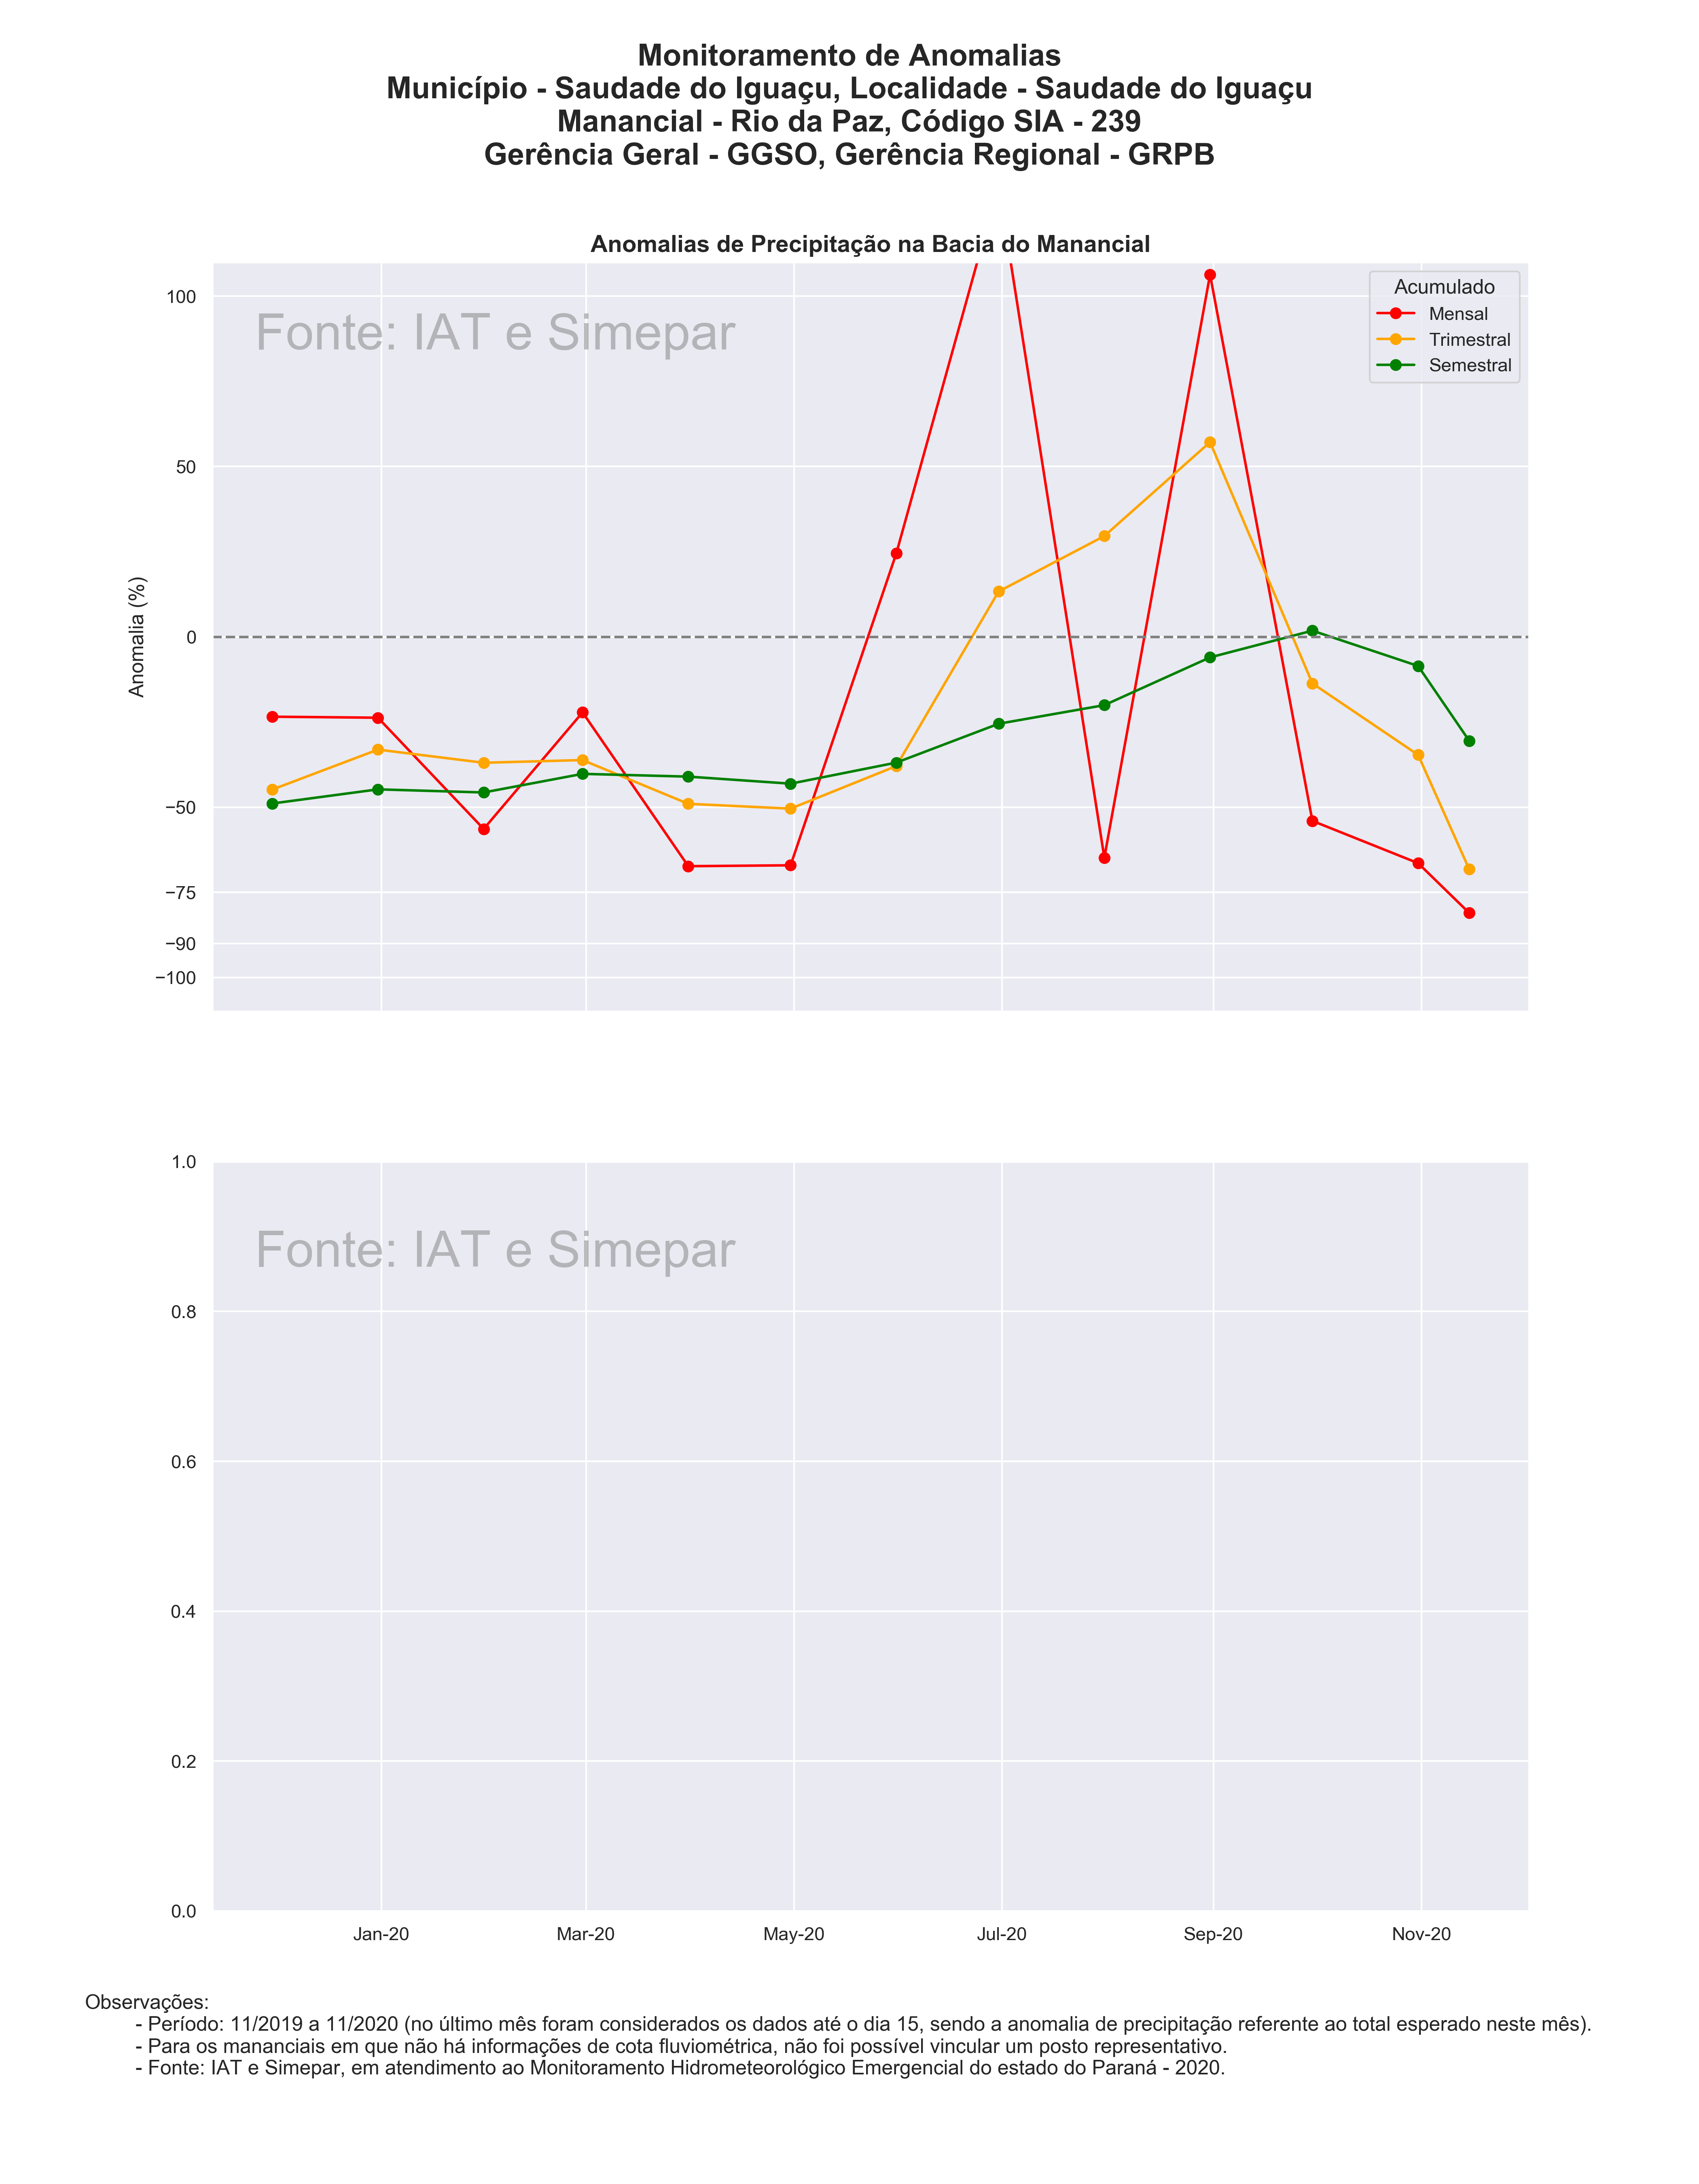 Monitoramento de Anomalias
Município - Saudade do Iguaçu, Localidade - Saudade do Iguaçu
Manancial - Rio da Paz, Código SIA - 239
Gerência Geral - GGSO, Gerência Regional - GRPB
Anomalias de Precipitação na Bacia do Manancial
Fonte: IAT e Simepar
Acumulado
Mensal
Trimestral
Semestral
Anomalia (%)
100
50
0
−50
−75
−90
−100
Fonte: IAT e Simepar
1.0
0.8
0.6
0.4
0.2
0.0
Jan-20 Mar-20 May-20 Jul-20 Sep-20 Nov-20
Observações:
- Período: 11/2019 a 11/2020 (no último mês foram considerados os dados até o dia 15, sendo a anomalia de precipitação referente ao total esperado neste mês).
- Para os mananciais em que não há informações de cota fluviométrica, não foi possível vincular um posto representativo.
- Fonte: IAT e Simepar, em atendimento ao Monitoramento Hidrometeorológico Emergencial do estado do Paraná - 2020.